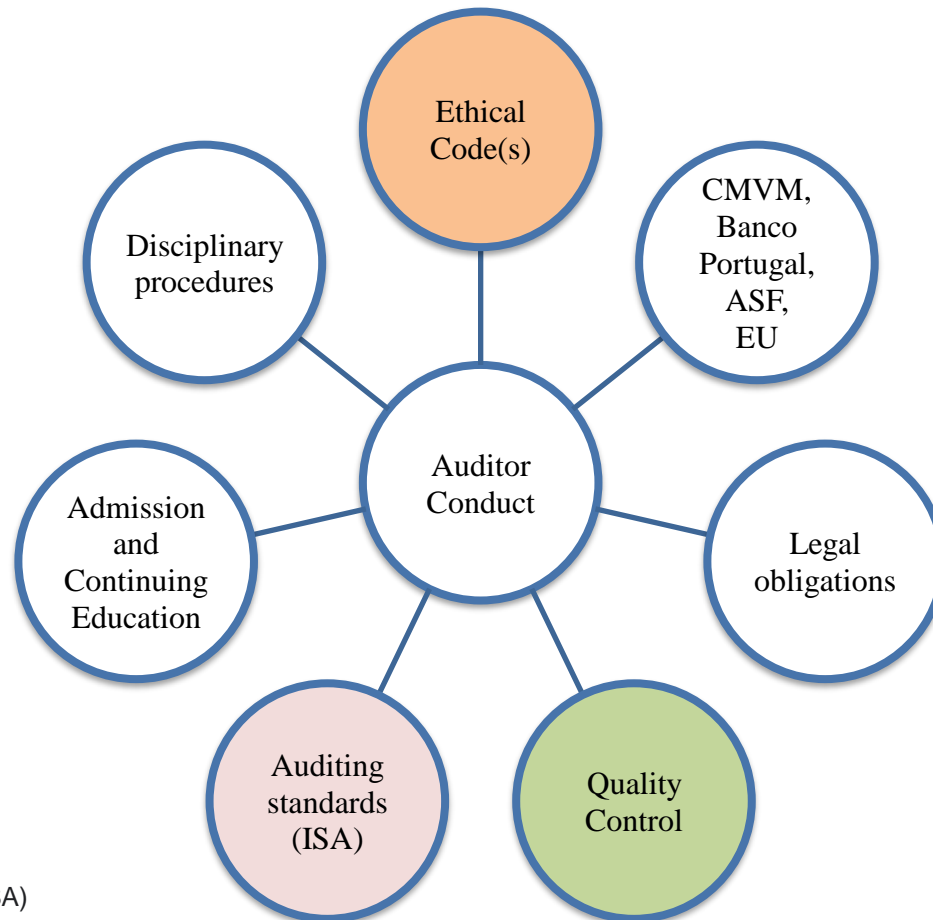 Ethical
Code(s)
CMVM,
Banco
Portugal,
ASF,
EU
Disciplinary
procedures
Auditor
Conduct
Admission
and
Continuing
Education
Legal
obligations
Auditing
standards
(ISA)
Quality
Control
A)